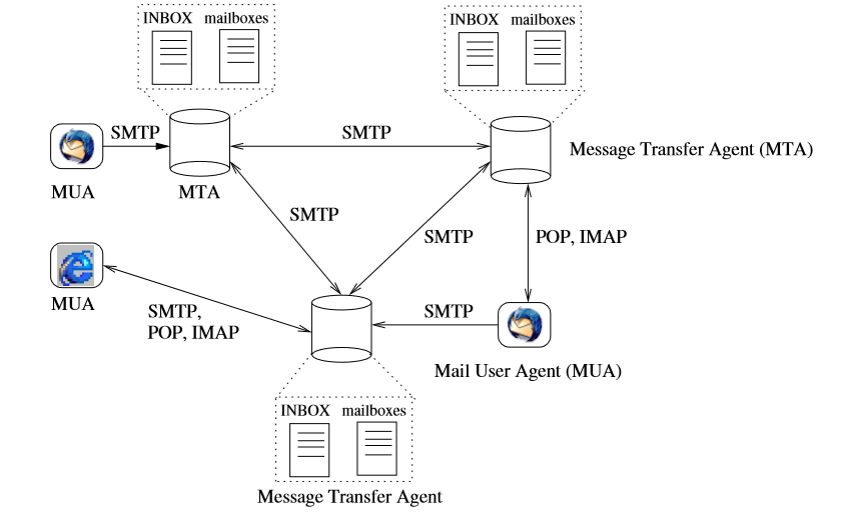 INBOX mailboxes
INBOX mailboxes
SMTP
SMTP
Message Transfer Agent (MTA)
MUA
MTA
SMTP
SMTP
POP, IMAP
MUA
SMTP,
POP, IMAP
SMTP
Mail User Agent (MUA)
INBOX mailboxes
Message Transfer Agent